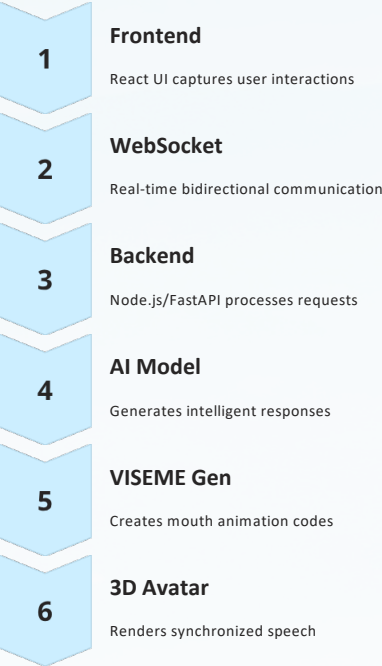 1
Frontend
React UI captures user interactions
2
WebSocket
Real-time bidirectional communication
3
Backend
Node.js/FastAPI processes requests
4
AI Model
Generates intelligent responses
5
VISEME Gen
Creates mouth animation codes
6
3D Avatar
Renders synchronized speech